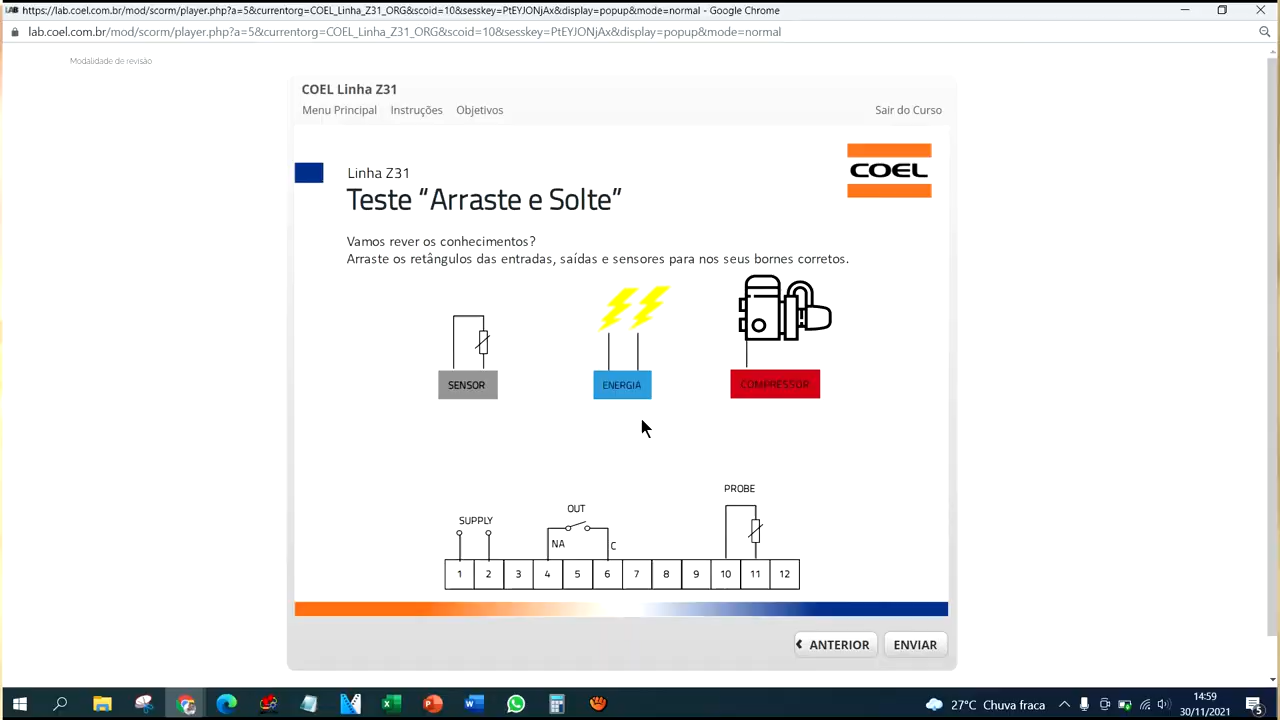 https://lab.coel.com.br/mod/scorm/player.php?a=5&currentorg=COEL_Linha_Z31_ORG&scoid=10&sesskey=PtEYJONjAx&display=popup&mode=normal - Google Chrome
lab.coel.com.br/mod/scorm/player.php?a=5&currentorg=COEL_Linha_Z31_ORG&scoid=10&sesskey=PtEYJONjAx&display=popup&mode=normal
Modalidade de revisão
COEL Linha Z31
Menu Principal Instruções Objetivos Sair do Curso
COEL
Linha Z31
Teste “Arraste e Solte”
Vamos rever os conhecimentos?
Arraste os retângulos das entradas, saídas e sensores para nos seus bornes corretos.
SENSOR ENERGIA COMPRESSOR
PROBE
OUT
SUPPLY
NA C
1 2 3 4 5 6 7 8 9 10 11 12
ANTERIOR ENVIAR
27°C Chuva fraca
14:59
30/11/2021
5